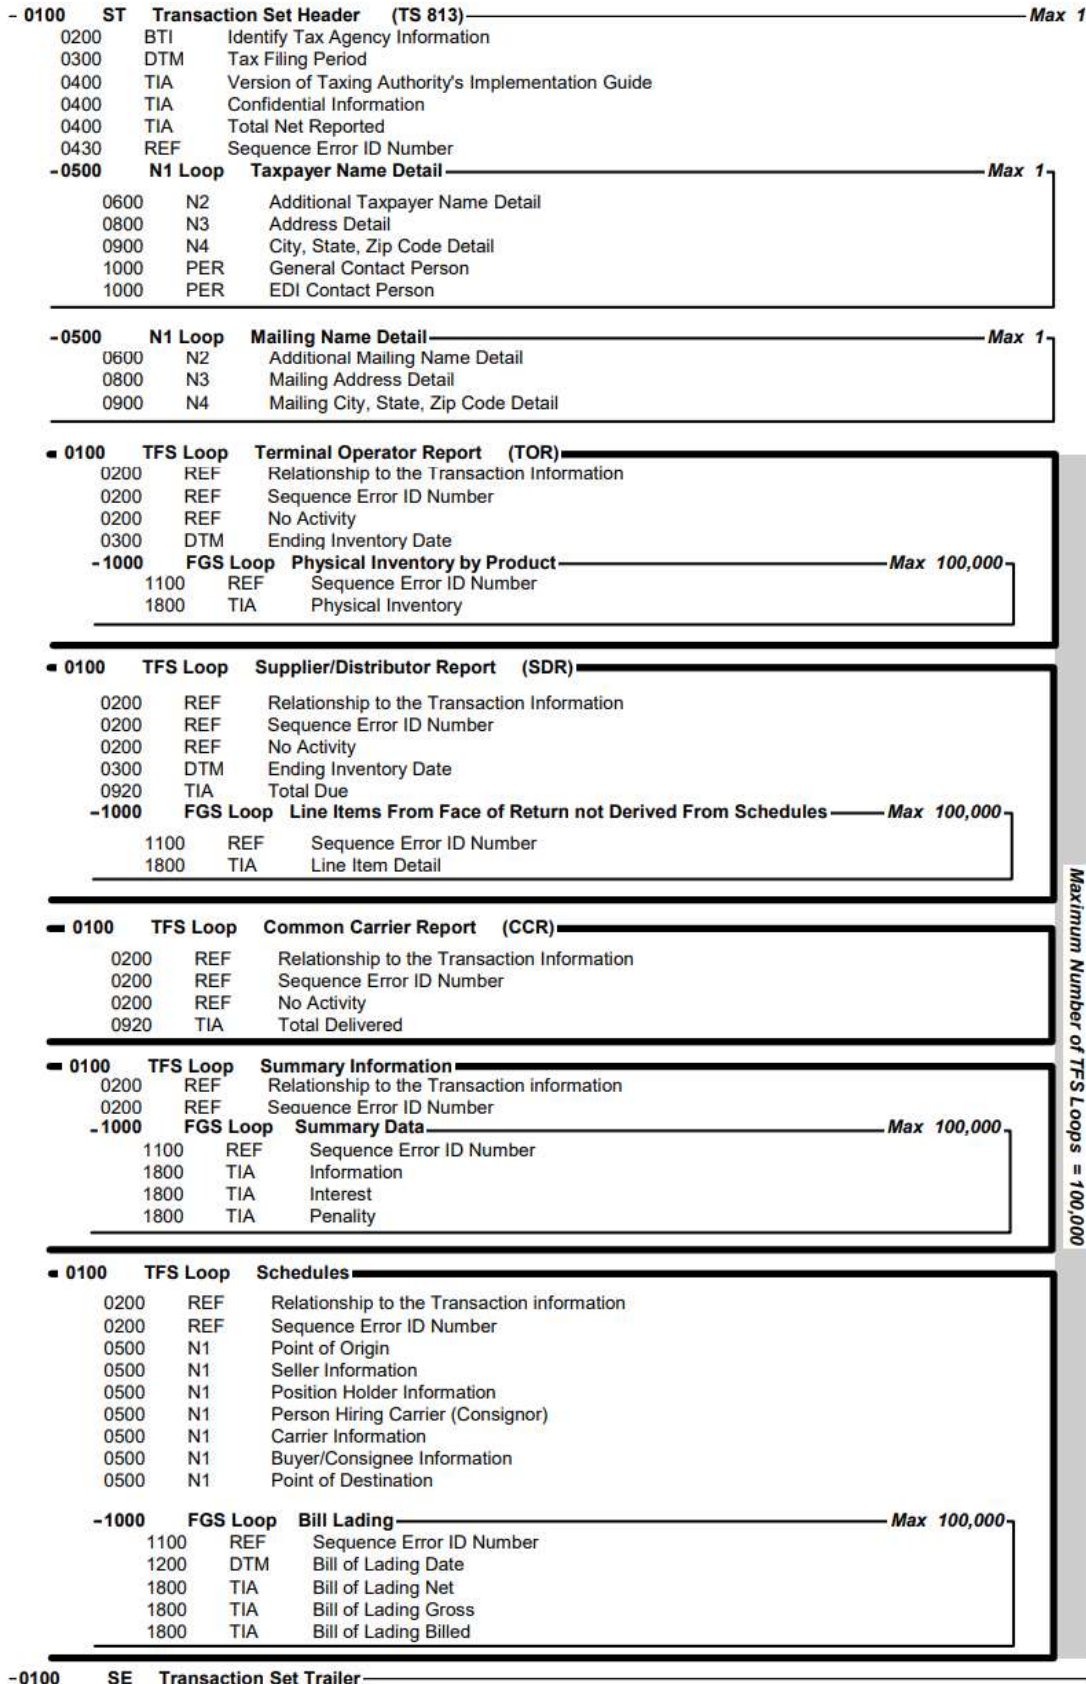 0100 ST Transaction Set Header (TS 813) Max 1
0200 BTI Identify Tax Agency Information
0300 DTM Tax Filing Period
0400 TIA Version of Taxing Authority's Implementation Guide
0400 TIA Confidential Information
0400 TIA Total Net Reported
0430 REF Sequence Error ID Number
0500 N1 Loop Taxpayer Name Detail Max 1
0600 N2 Additional Taxpayer Name Detail
0800 N3 Address Detail
0900 N4 City, State, Zip Code Detail
1000 PER General Contact Person
1000 PER EDI Contact Person
0500 N1 Loop Mailing Name Detail Max 1
0600 N2 Additional Mailing Name Detail
0800 N3 Mailing Address Detail
0900 N4 Mailing City, State, Zip Code Detail
0100 TFS Loop Terminal Operator Report (TOR)
0200 REF Relationship to the Transaction Information
0200 REF Sequence Error ID Number
0200 REF No Activity
0300 DTM Ending Inventory Date
1000 FGS Loop Physical Inventory by Product Max 100,000
1100 REF Sequence Error ID Number
1800 TIA Physical Inventory
0100 TFS Loop Supplier/Distributor Report (SDR)
0200 REF Relationship to the Transaction Information
0200 REF Sequence Error ID Number
0200 REF No Activity
0300 DTM Ending Inventory Date
0920 TIA Total Due
1000 FGS Loop Line Items From Face of Return not Derived From Schedules Max 100,000
1100 REF Sequence Error ID Number
1800 TIA Line Item Detail
0100 TFS Loop Common Carrier Report (CCR)
0200 REF Relationship to the Transaction Information
0200 REF Sequence Error ID Number
0200 REF No Activity
0920 TIA Total Delivered
0100 TFS Loop Summary Information
0200 REF Relationship to the Transaction information
0200 REF Sequence Error ID Number
1000 FGS Loop Summary Data Max 100,000
1100 REF Sequence Error ID Number
1800 TIA Information
1800 TIA Interest
1800 TIA Penality
0100 TFS Loop Schedules
0200 REF Relationship to the Transaction information
0200 REF Sequence Error ID Number
0500 N1 Point of Origin
0500 N1 Seller Information
0500 N1 Position Holder Information
0500 N1 Person Hiring Carrier (Consignor)
0500 N1 Carrier Information
0500 N1 Buyer/Consignee Information
0500 N1 Point of Destination
1000 FGS Loop Bill Lading Max 100,000
1100 REF Sequence Error ID Number
1200 DTM Bill of Lading Date
1800 TIA Bill of Lading Net
1800 TIA Bill of Lading Gross
1800 TIA Bill of Lading Billed
0100 SE Transaction Set Trailer
Maximum Number of TFS Loops = 100,000